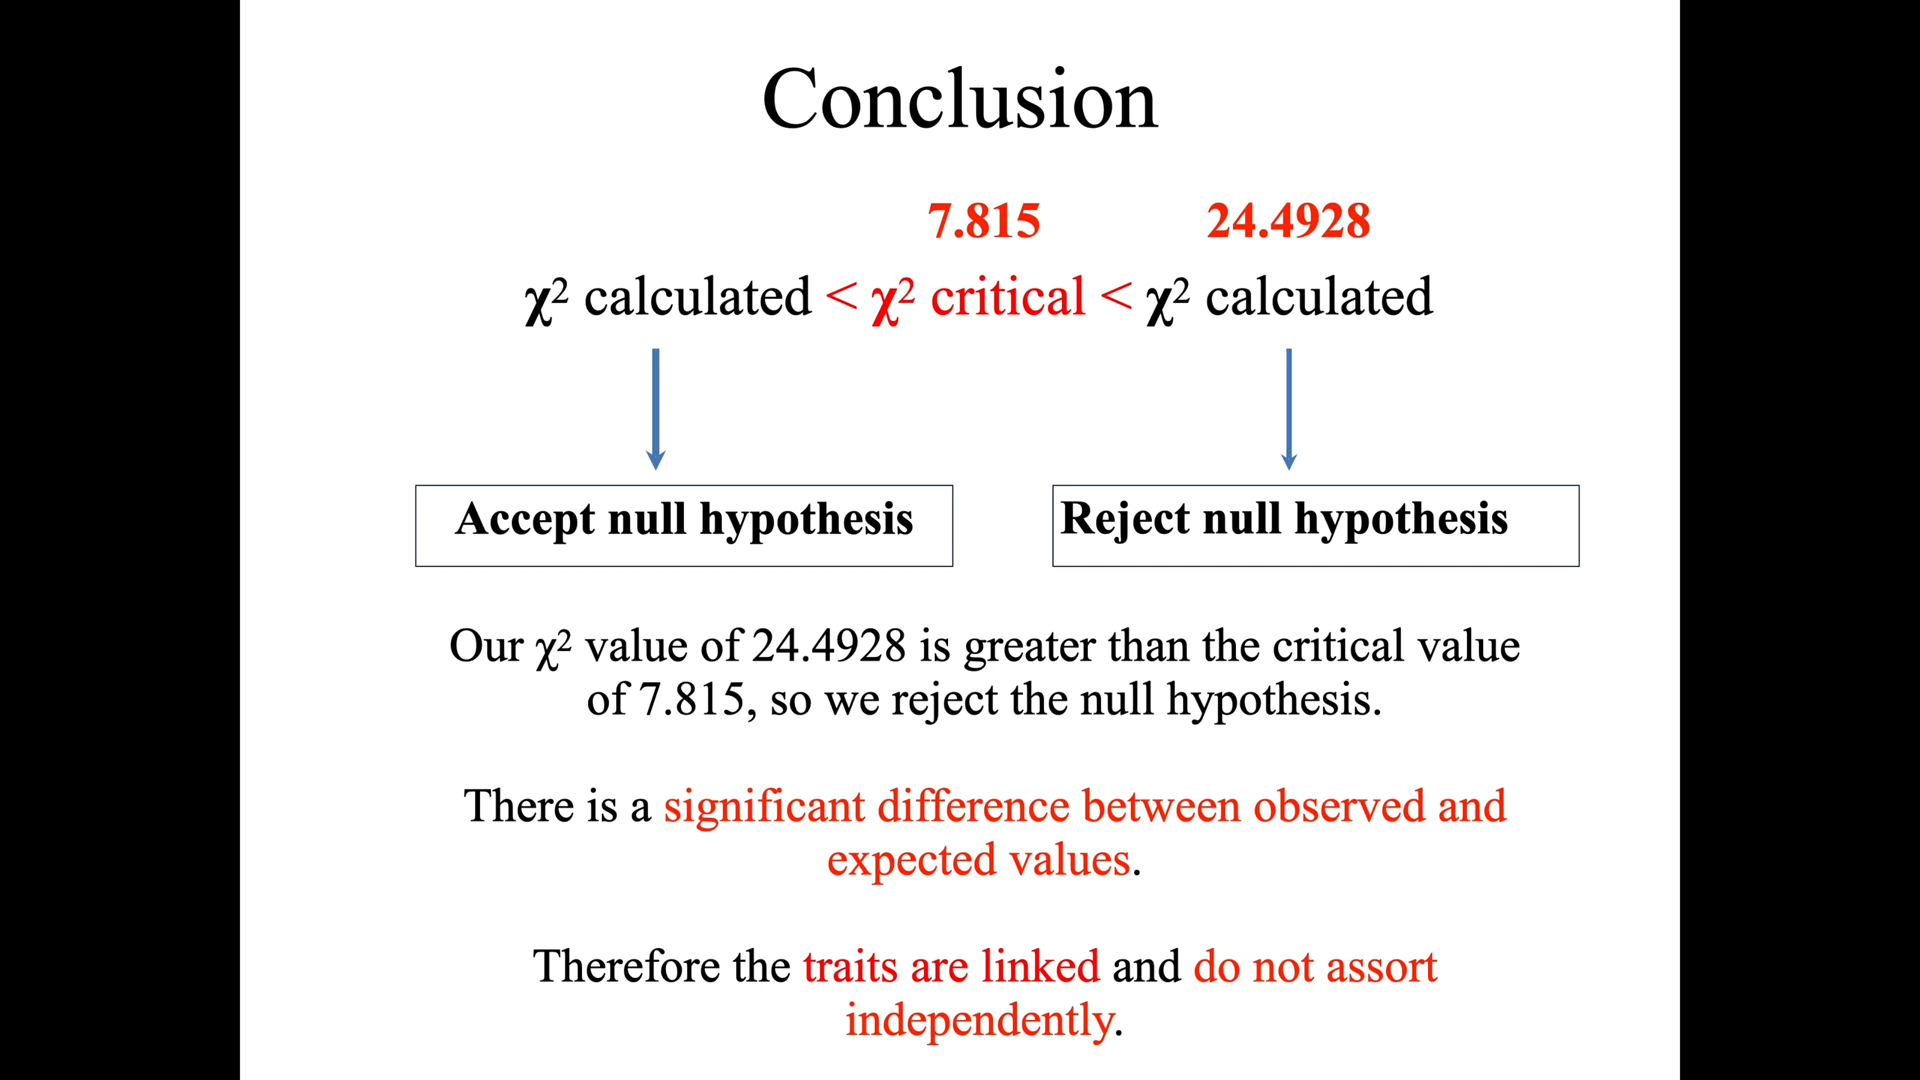 Conclusion
7.815 24.4928
χ² calculated < χ² critical < χ² calculated
Accept null hypothesis
Reject null hypothesis
Our χ² value of 24.4928 is greater than the critical value
of 7.815, so we reject the null hypothesis.
There is a significant difference between observed and
expected values.
Therefore the traits are linked and do not assort
independently.